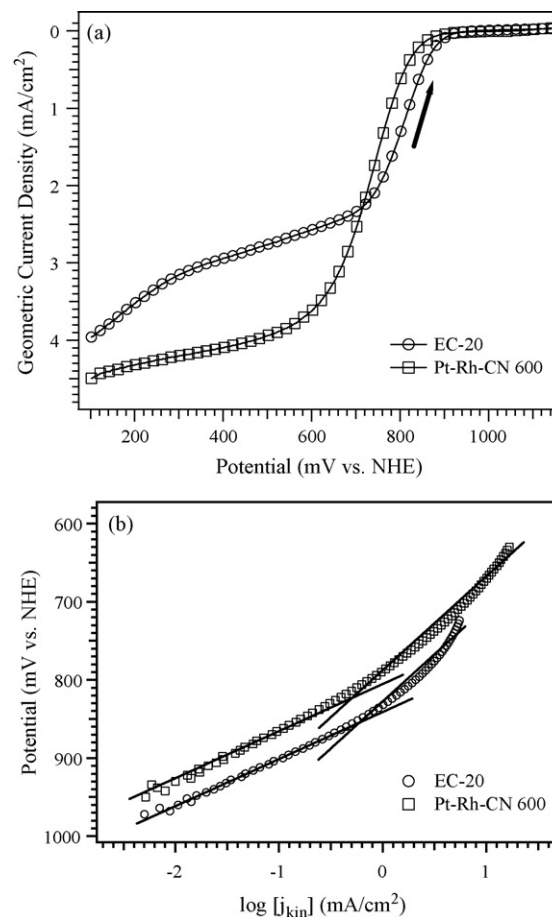 (a)
0
1
2
3
4
Geometric Current Density (mA/cm²)
EC-20
Pt-Rh-CN 600
200 400 600 800 1000
Potential (mV vs. NHE)
(b)
600
700
800
900
1000
Potential (mV vs. NHE)
EC-20
Pt-Rh-CN 600
-2 -1 0 1
log [j_kin] (mA/cm²)